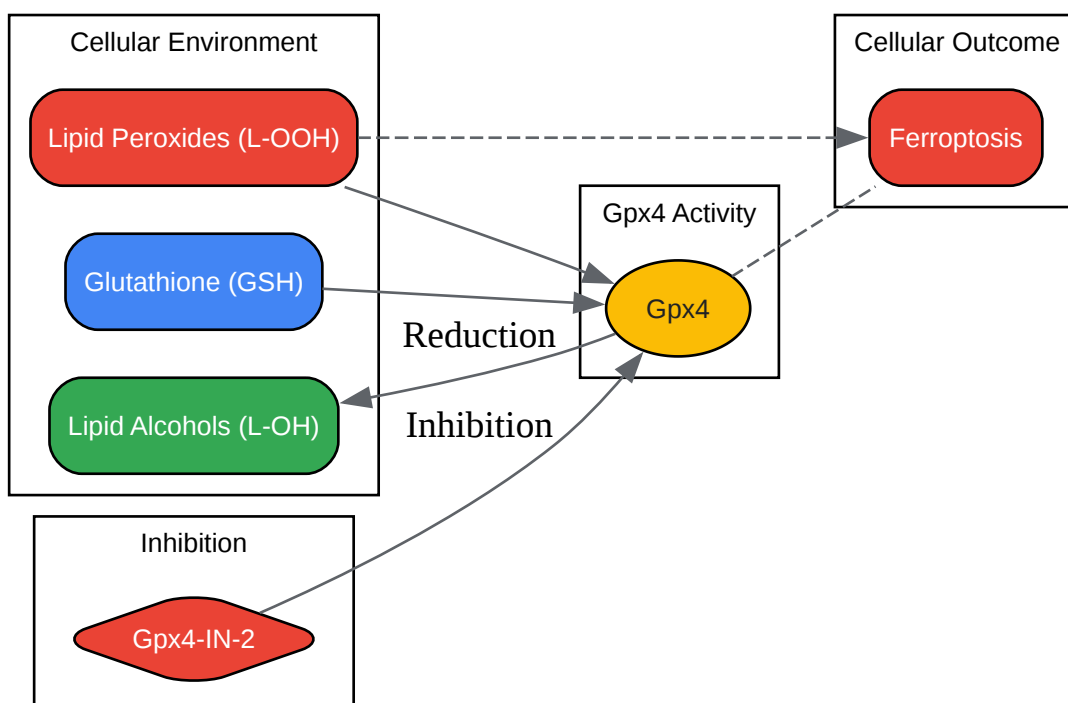 Cellular Environment
Lipid Peroxides (L-OOH)
Glutathione (GSH)
Lipid Alcohols (L-OH)
Reduction
Inhibition
Gpx4 Activity
Gpx4
Cellular Outcome
Ferroptosis
Inhibition
Gpx4-IN-2